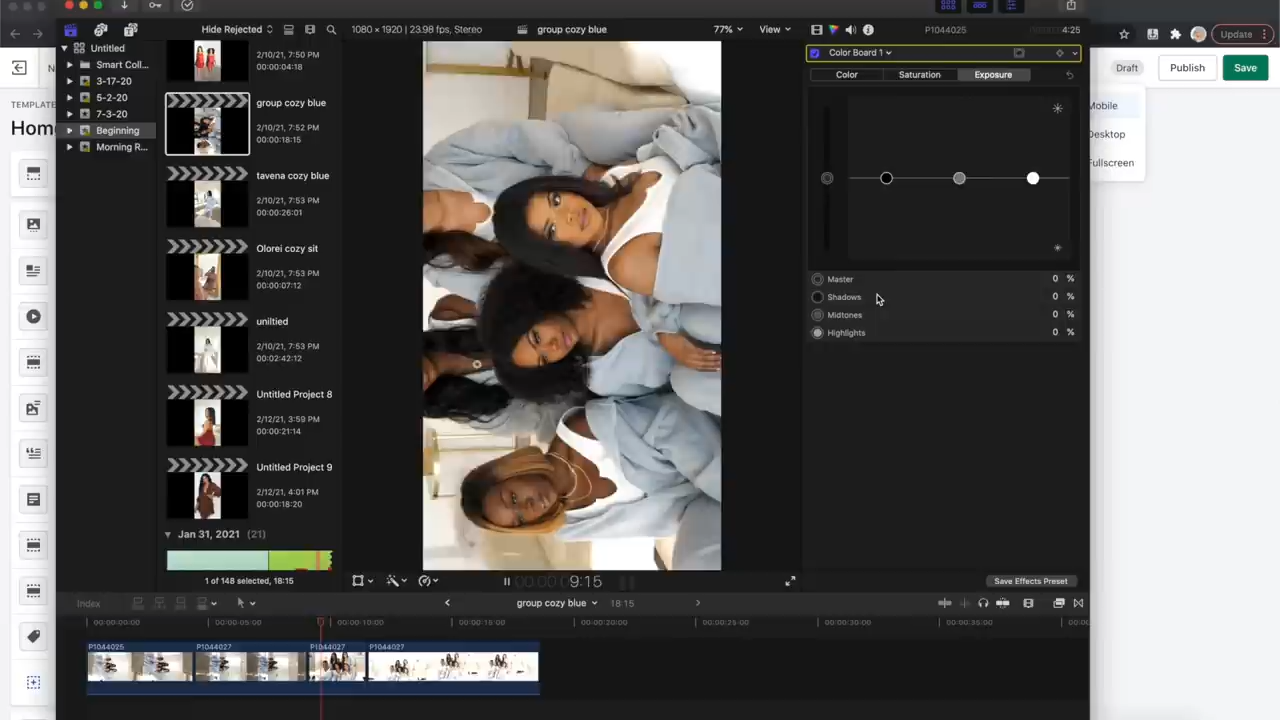 Hide Rejected
1080 × 1920 | 23.98 fps, Stereo
group cozy blue
77%
View
P1044025
4:25
Update
Untitled
Smart Coll...
3-17-20
5-2-20
7-3-20
Beginning
Morning R...
2/10/21, 7:50 PM
00:00:04:18
group cozy blue
2/10/21, 7:52 PM
00:00:18:15
tavena cozy blue
2/10/21, 7:53 PM
00:00:26:01
Olorei cozy sit
2/10/21, 7:53 PM
00:00:07:12
uniltied
2/10/21, 7:53 PM
00:02:42:12
Untitled Project 8
2/12/21, 3:59 PM
00:00:21:14
Untitled Project 9
2/12/21, 4:01 PM
00:00:18:20
Jan 31, 2021 (21)
1 of 148 selected, 18:15
Color Board 1
Color
Saturation
Exposure
Master 0 %
Shadows 0 %
Midtones 0 %
Highlights 0 %
Save Effects Preset
9:15
Draft
Publish
Save
Mobile
Desktop
Fullscreen
N
TEMPLATE
Hom
Index
group cozy blue
18:15
00:00:00:00
00:00:05:00
00:00:10:00
00:00:15:00
00:00:20:00
00:00:25:00
00:00:30:00
00:00:35:00
P1044025
P1044027
P1044027
P1044027